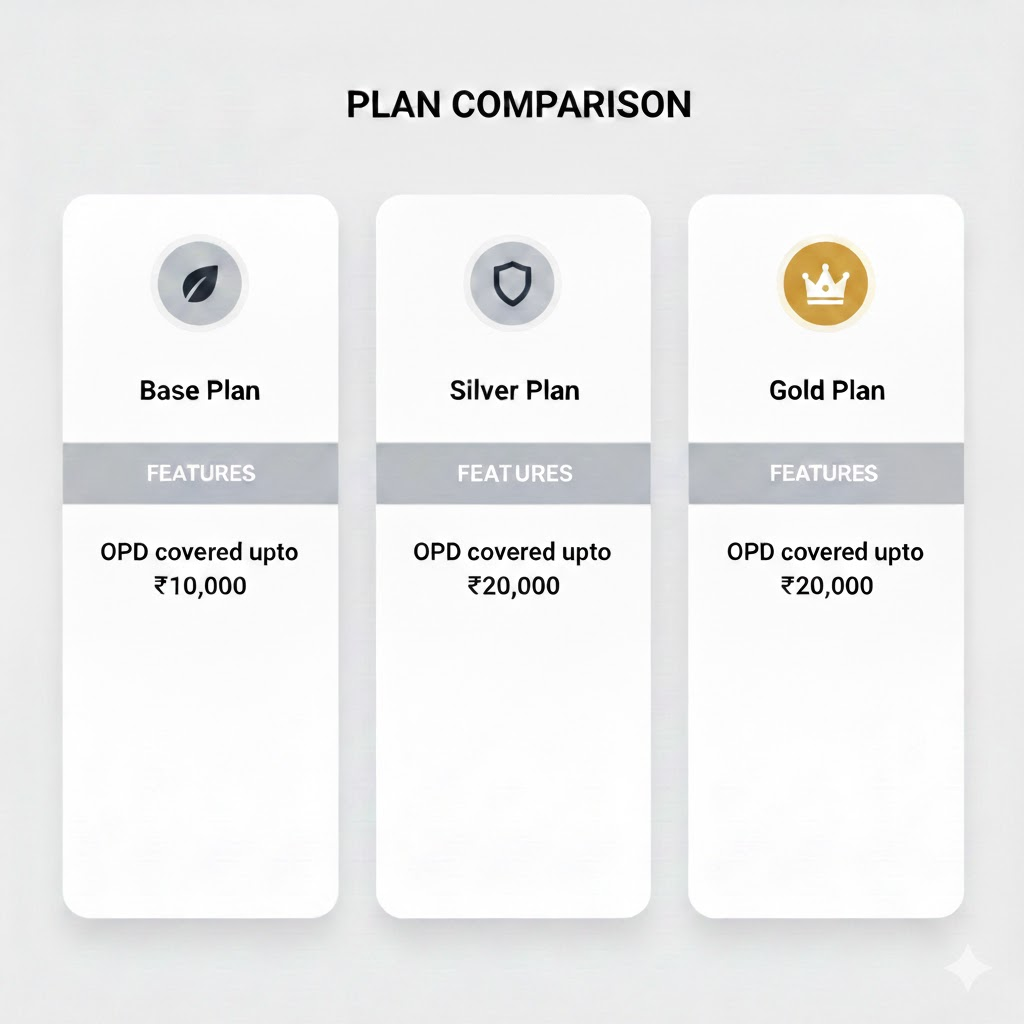 PLAN COMPARISON
Base Plan
FEATURES
OPD covered upto
₹10,000
Silver Plan
FEATURES
OPD covered upto
₹20,000
Gold Plan
FEATURES
OPD covered upto
₹20,000